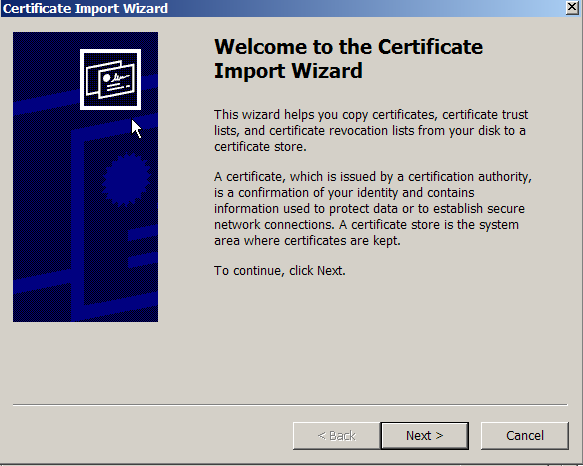 Certificate Import Wizard
Welcome to the Certificate
Import Wizard
This wizard helps you copy certificates, certificate trust
lists, and certificate revocation lists from your disk to a
certificate store.
A certificate, which is issued by a certification authority,
is a confirmation of your identity and contains
information used to protect data or to establish secure
network connections. A certificate store is the system
area where certificates are kept.
To continue, click Next.
< Back
Next >
Cancel